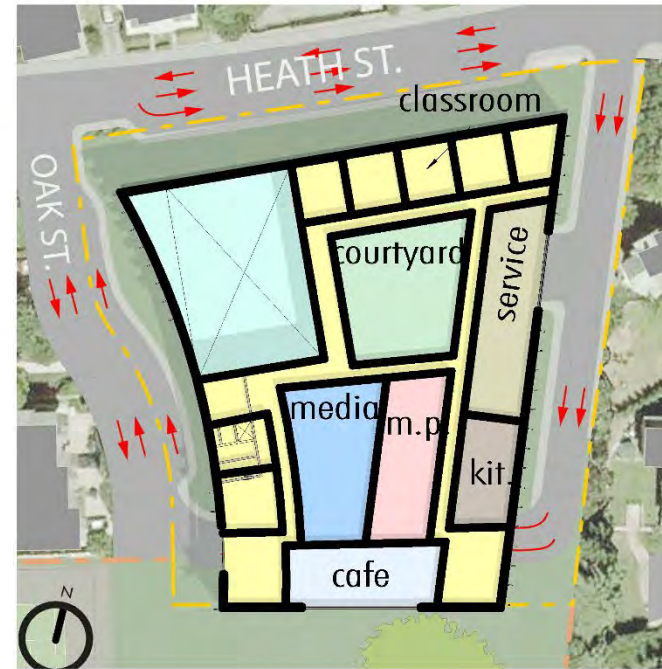 HEATH ST.
classroom
OAK ST.
courtyard
service
media
m.p.
kit.
cafe
N